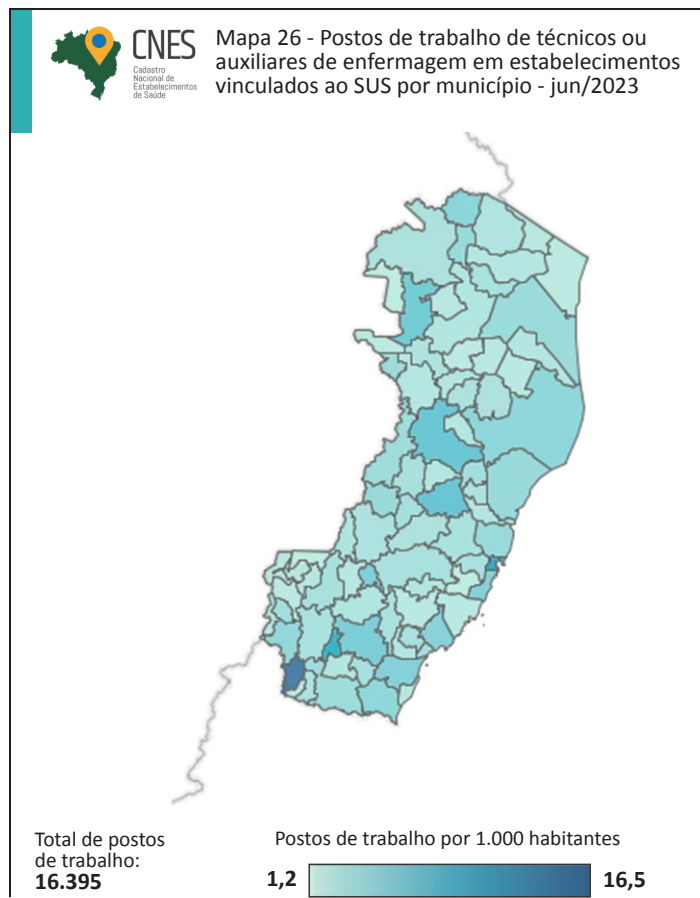 CNES
Cadastro
Nacional de
Estabelecimentos
de Saúde
Mapa 26 - Postos de trabalho de técnicos ou
auxiliares de enfermagem em estabelecimentos
vinculados ao SUS por município - jun/2023
Total de postos
de trabalho:
16.395
Postos de trabalho por 1.000 habitantes
1,2
16,5